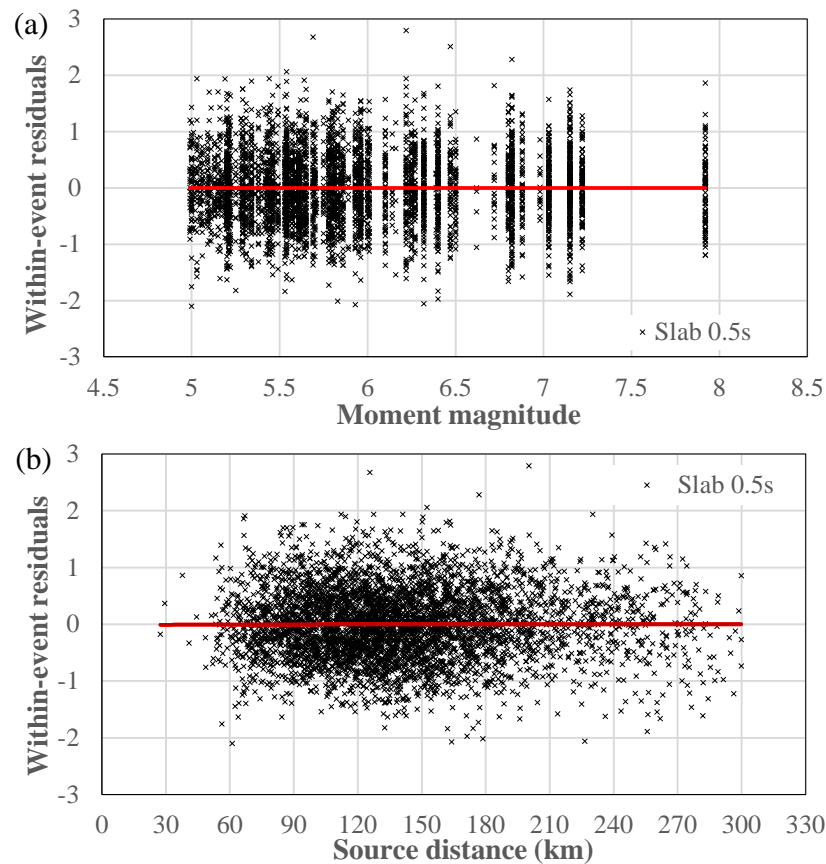 (a)
3
2
1
0
-1
-2
-3
Within-event residuals
× Slab 0.5s
4.5 5 5.5 6 6.5 7 7.5 8 8.5
Moment magnitude
(b)
3
2
1
0
-1
-2
-3
Within-event residuals
× Slab 0.5s
0 30 60 90 120 150 180 210 240 270 300 330
Source distance (km)